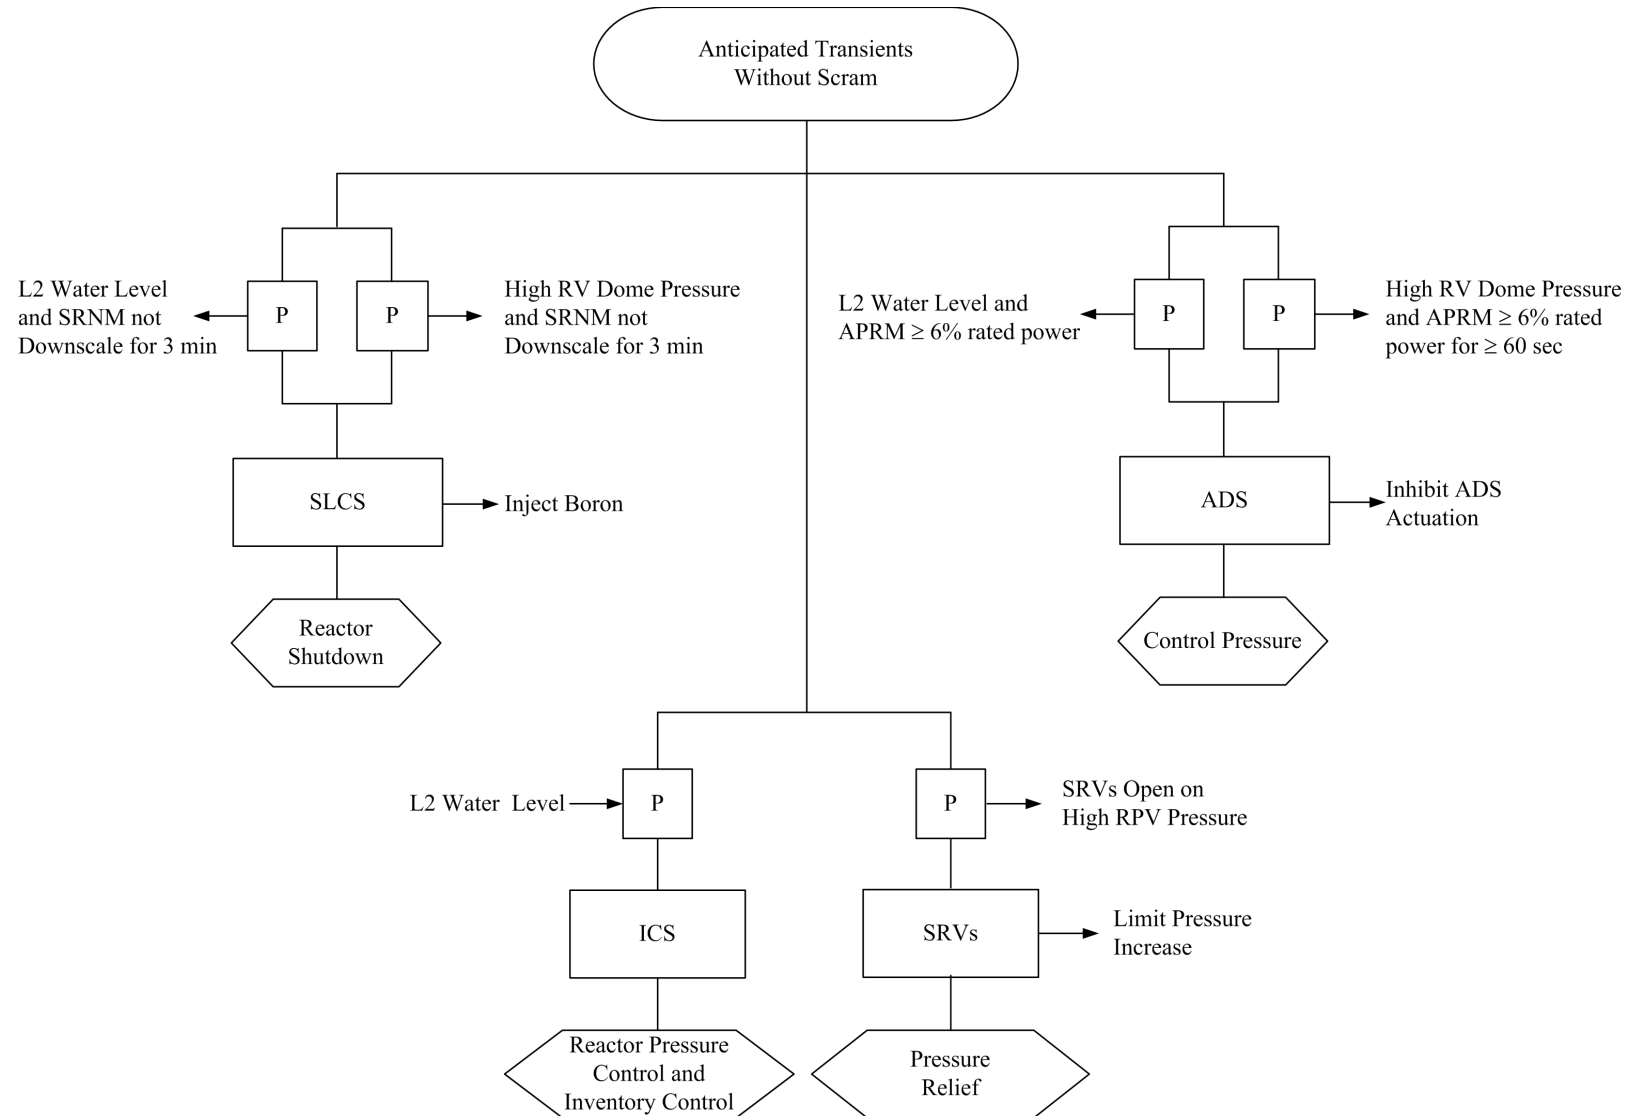 Anticipated Transients
Without Scram
L2 Water Level
and SRNM not
Downscale for 3 min
P
P
High RV Dome Pressure
and SRNM not
Downscale for 3 min
L2 Water Level and
APRM ≥ 6% rated power
P
P
High RV Dome Pressure
and APRM ≥ 6% rated
power for ≥ 60 sec
SLCS
Inject Boron
ADS
Inhibit ADS
Actuation
Reactor
Shutdown
Control Pressure
L2 Water Level
P
P
SRVs Open on
High RPV Pressure
ICS
SRVs
Limit Pressure
Increase
Reactor Pressure
Control and
Inventory Control
Pressure
Relief